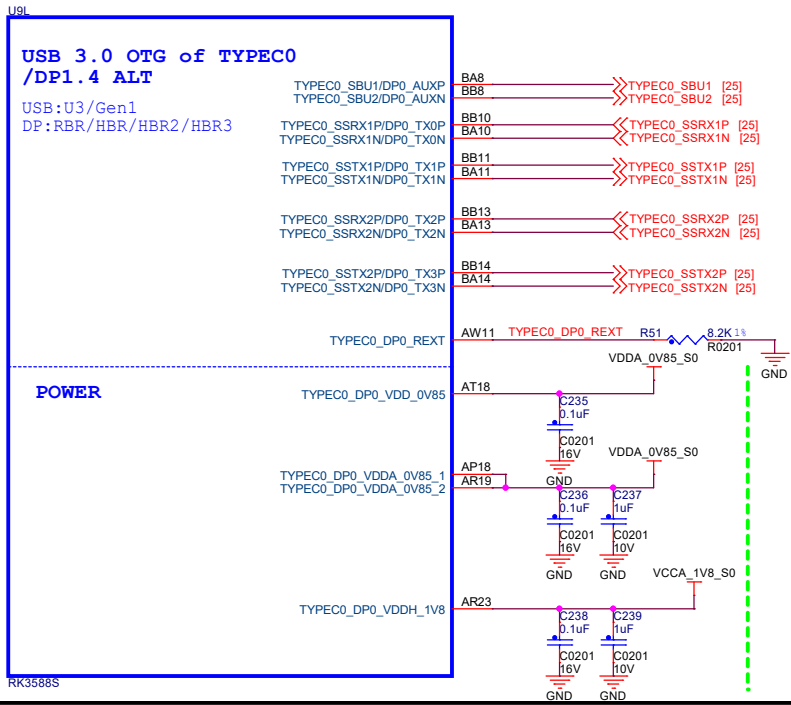 U9L
USB 3.0 OTG of TYPEC0
/DP1.4 ALT
USB:U3/Gen1
DP:RBR/HBR/HBR2/HBR3
TYPEC0_SBU1/DP0_AUXP BA8 TYPEC0_SBU1 [25]
TYPEC0_SBU2/DP0_AUXN BB8 TYPEC0_SBU2 [25]
TYPEC0_SSRX1P/DP0_TX0P BB10 TYPEC0_SSRX1P [25]
TYPEC0_SSRX1N/DP0_TX0N BA10 TYPEC0_SSRX1N [25]
TYPEC0_SSTX1P/DP0_TX1P BB11 TYPEC0_SSTX1P [25]
TYPEC0_SSTX1N/DP0_TX1N BA11 TYPEC0_SSTX1N [25]
TYPEC0_SSRX2P/DP0_TX2P BB13 TYPEC0_SSRX2P [25]
TYPEC0_SSRX2N/DP0_TX2N BA13 TYPEC0_SSRX2N [25]
TYPEC0_SSTX2P/DP0_TX3P BB14 TYPEC0_SSTX2P [25]
TYPEC0_SSTX2N/DP0_TX3N BA14 TYPEC0_SSTX2N [25]
TYPEC0_DP0_REXT AW11 TYPEC0_DP0_REXT R51 8.2K 1%
R0201
GND
VDDA_0V85_S0
POWER
TYPEC0_DP0_VDD_0V85 AT18
C235
0.1uF
C0201
16V
GND
VDDA_0V85_S0
TYPEC0_DP0_VDDA_0V85_1 AP18
TYPEC0_DP0_VDDA_0V85_2 AR19
C236 C237
0.1uF 1uF
C0201 C0201
16V 10V
GND GND
VCCA_1V8_S0
TYPEC0_DP0_VDDH_1V8 AR23
C238 C239
0.1uF 1uF
C0201 C0201
16V 10V
GND GND
RK3588S